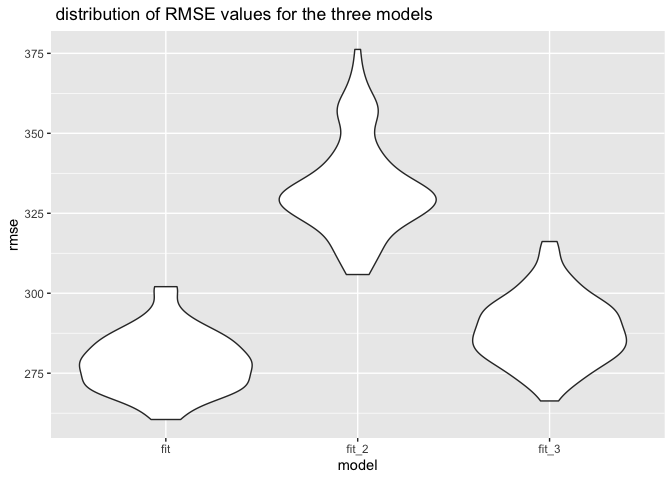 distribution of RMSE values for the three models
375
350
325
300
275
rmse
fit
fit_2
fit_3
model